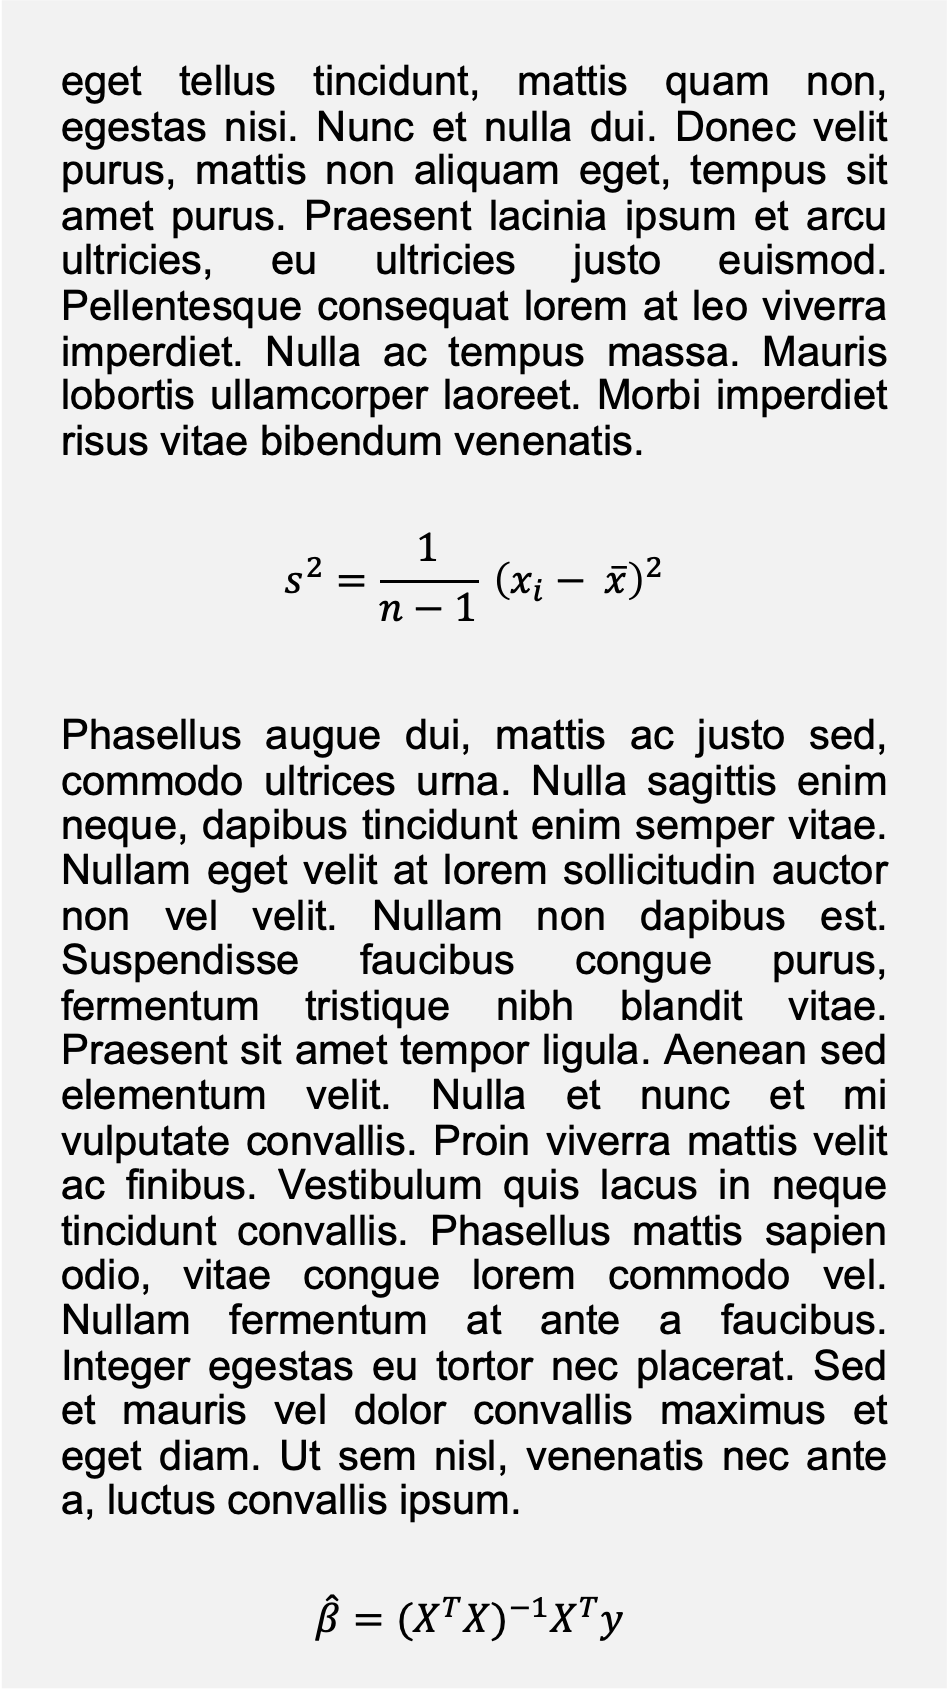 eget tellus tincidunt, mattis quam non,
egestas nisi. Nunc et nulla dui. Donec velit
purus, mattis non aliquam eget, tempus sit
amet purus. Praesent lacinia ipsum et arcu
ultricies, eu ultricies justo euismod.
Pellentesque consequat lorem at leo viverra
imperdiet. Nulla ac tempus massa. Mauris
lobortis ullamcorper laoreet. Morbi imperdiet
risus vitae bibendum venenatis.
s² = \frac{1}{n − 1} (xᵢ − x̄)²
Phasellus augue dui, mattis ac justo sed,
commodo ultrices urna. Nulla sagittis enim
neque, dapibus tincidunt enim semper vitae.
Nullam eget velit at lorem sollicitudin auctor
non vel velit. Nullam non dapibus est.
Suspendisse faucibus congue purus,
fermentum tristique nibh blandit vitae.
Praesent sit amet tempor ligula. Aenean sed
elementum velit. Nulla et nunc et mi
vulputate convallis. Proin viverra mattis velit
ac finibus. Vestibulum quis lacus in neque
tincidunt convallis. Phasellus mattis sapien
odio, vitae congue lorem commodo vel.
Nullam fermentum at ante a faucibus.
Integer egestas eu tortor nec placerat. Sed
et mauris vel dolor convallis maximus et
eget diam. Ut sem nisl, venenatis nec ante
a, luctus convallis ipsum.
β̂ = (XᵀX)⁻¹Xᵀy